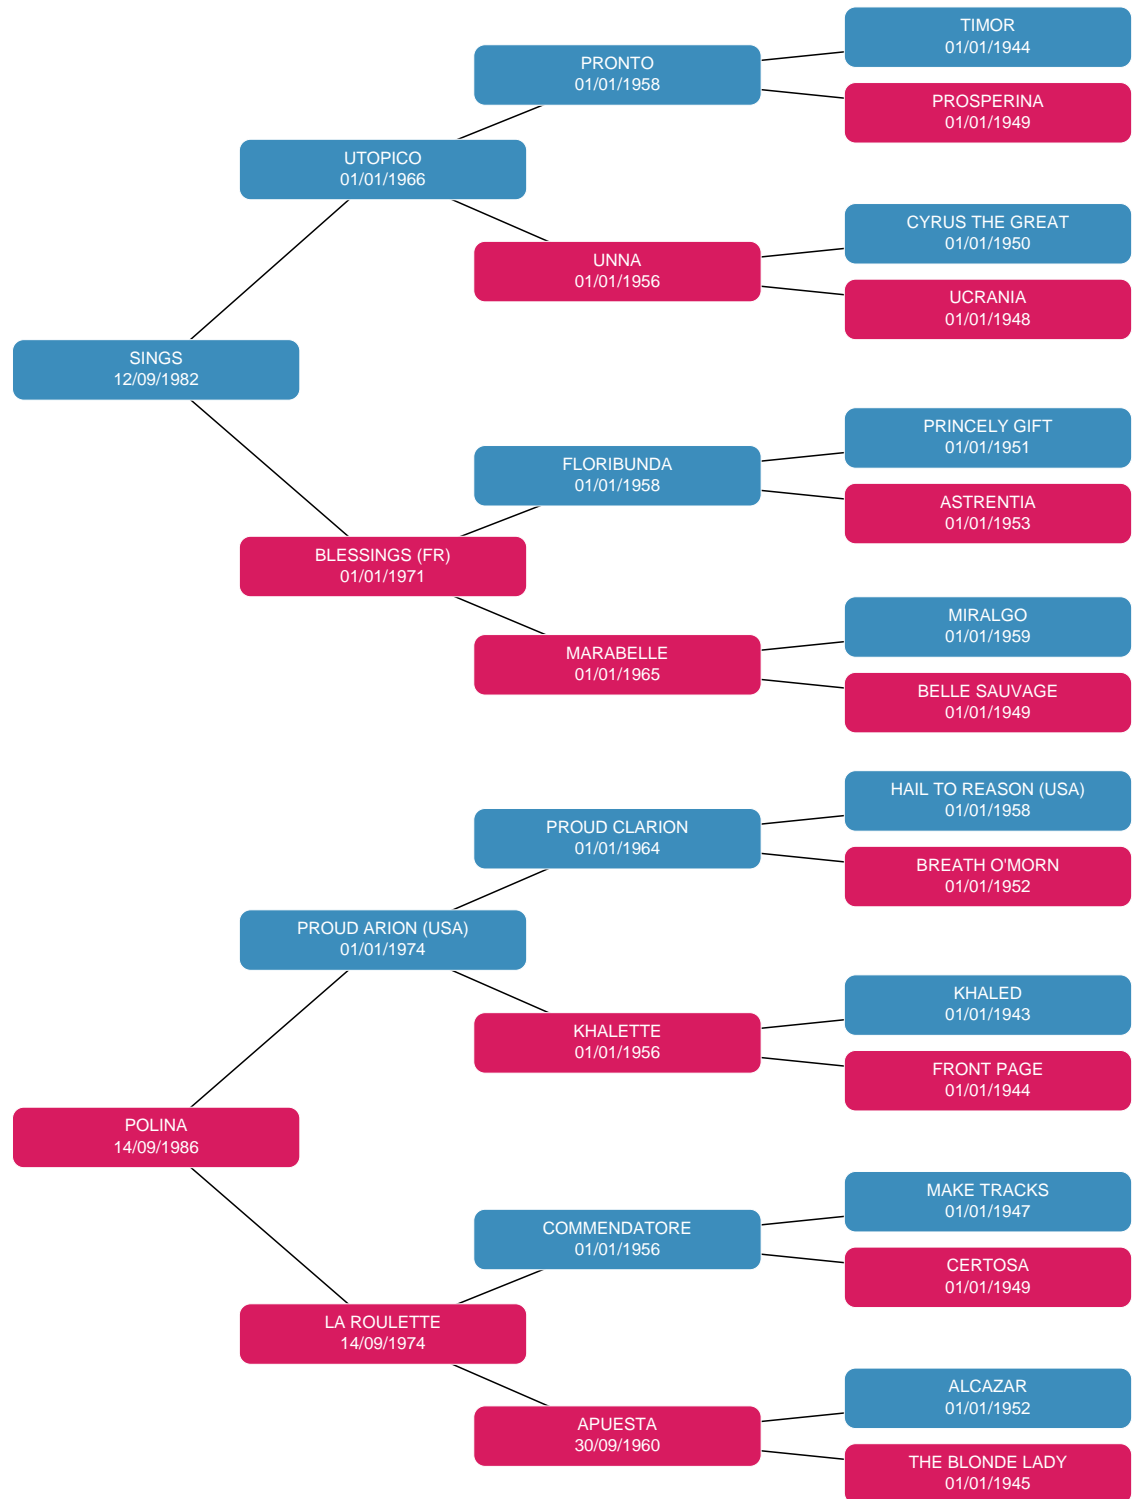 TIMOR
01/01/1944
PRONTO
01/01/1958
PROSPERINA
01/01/1949
UTOPICO
01/01/1966
CYRUS THE GREAT
01/01/1950
UNNA
01/01/1956
UCRANIA
01/01/1948
SINGS
12/09/1982
PRINCELY GIFT
01/01/1951
FLORIBUNDA
01/01/1958
ASTRENTIA
01/01/1953
BLESSINGS (FR)
01/01/1971
MIRALGO
01/01/1959
MARABELLE
01/01/1965
BELLE SAUVAGE
01/01/1949
HAIL TO REASON (USA)
01/01/1958
PROUD CLARION
01/01/1964
BREATH O'MORN
01/01/1952
PROUD ARION (USA)
01/01/1974
KHALED
01/01/1943
KHALETTE
01/01/1956
FRONT PAGE
01/01/1944
POLINA
14/09/1986
MAKE TRACKS
01/01/1947
COMMENDATORE
01/01/1956
CERTOSA
01/01/1949
LA ROULETTE
14/09/1974
ALCAZAR
01/01/1952
APUESTA
30/09/1960
THE BLONDE LADY
01/01/1945